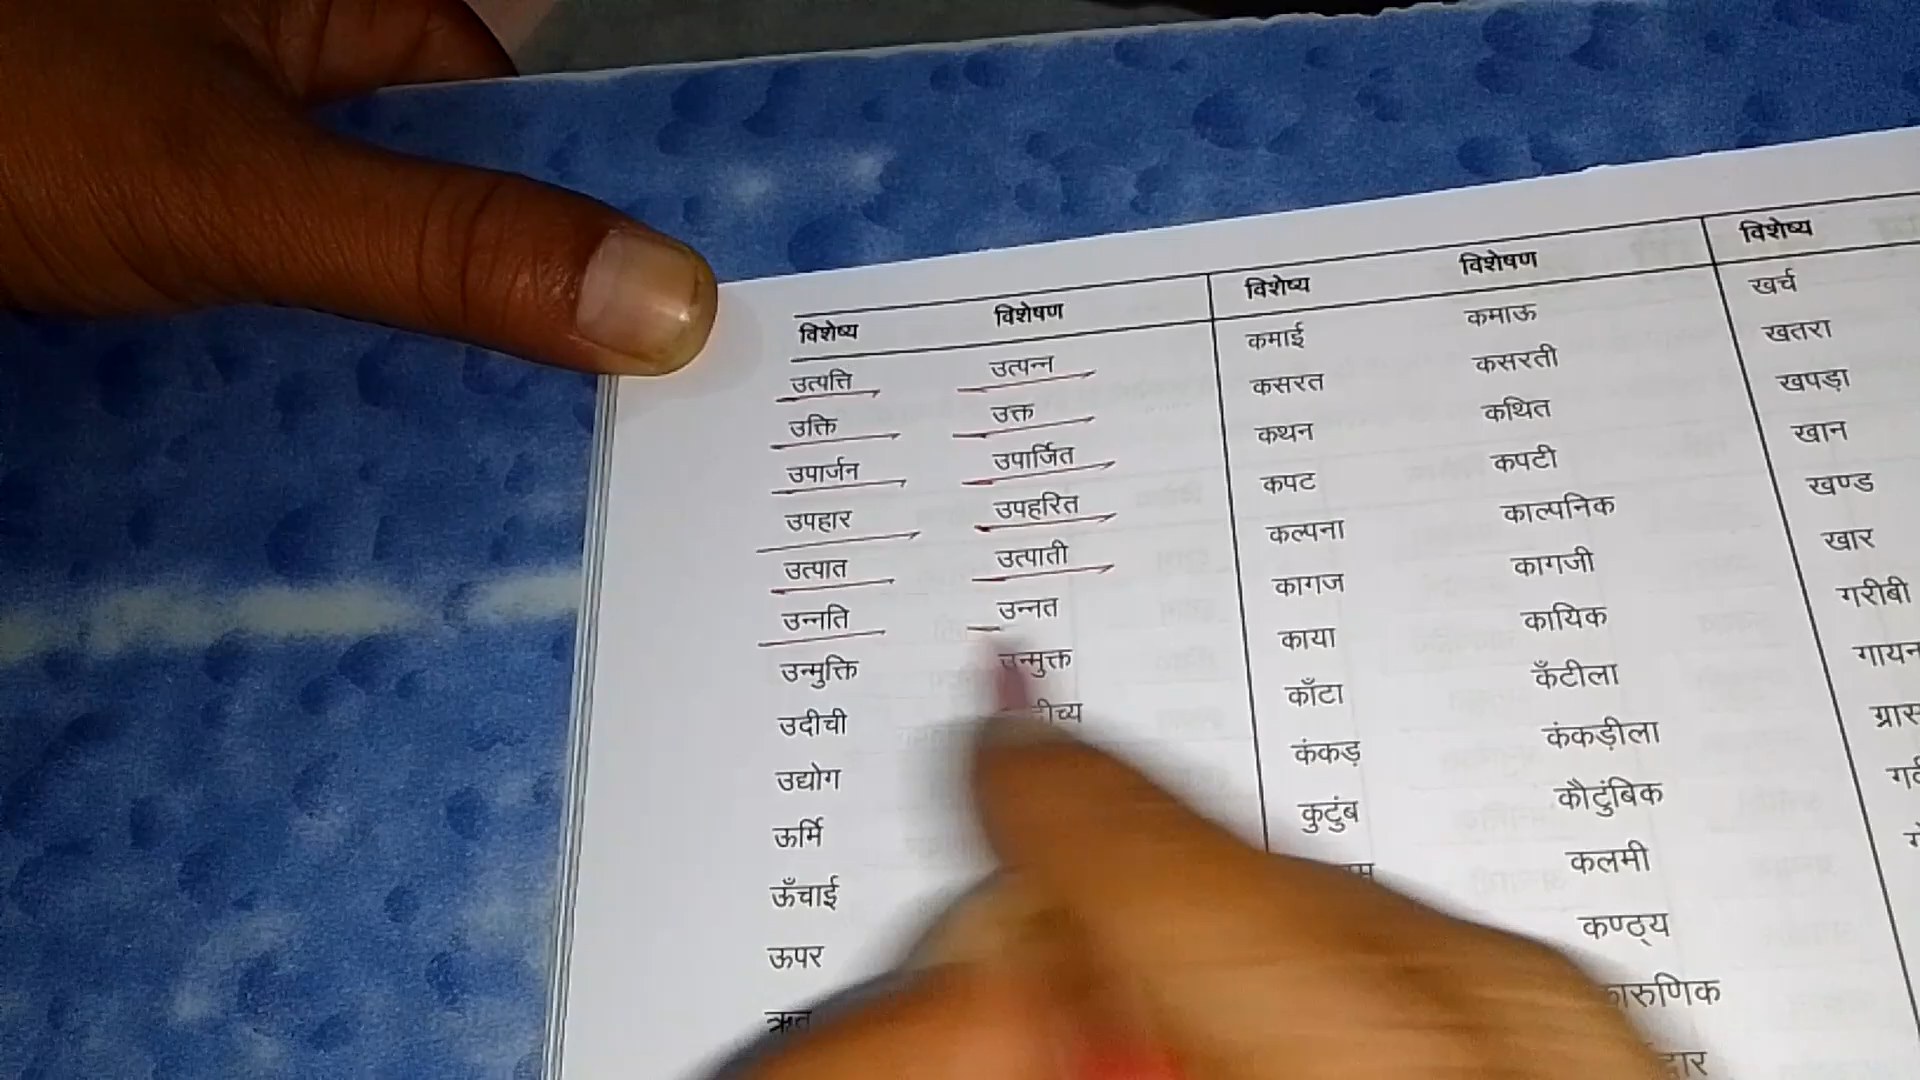 विशेष्य विशेषण विशेष्य विशेषण विशेष्य
उत्पत्ति उत्पन्न कमाई कमाऊ खर्च
उक्ति उक्त कसरत कसरती खतरा
उपार्जन उपार्जित कथन कथित खपड़ा
उपहार उपहरित कपट कपटी खान
उत्पात उत्पाती कल्पना काल्पनिक खण्ड
उन्नति उन्नत कागज कागजी खार
उन्मुक्ति उन्मुक्त काया कायिक गरीबी
उदीची काँटा कँटीला गायन
उद्योग कंकड़ कंकड़ीला
ऊर्मि कुटुंब कौटुंबिक
ऊँचाई कलमी
ऊपर कण्ठ्य